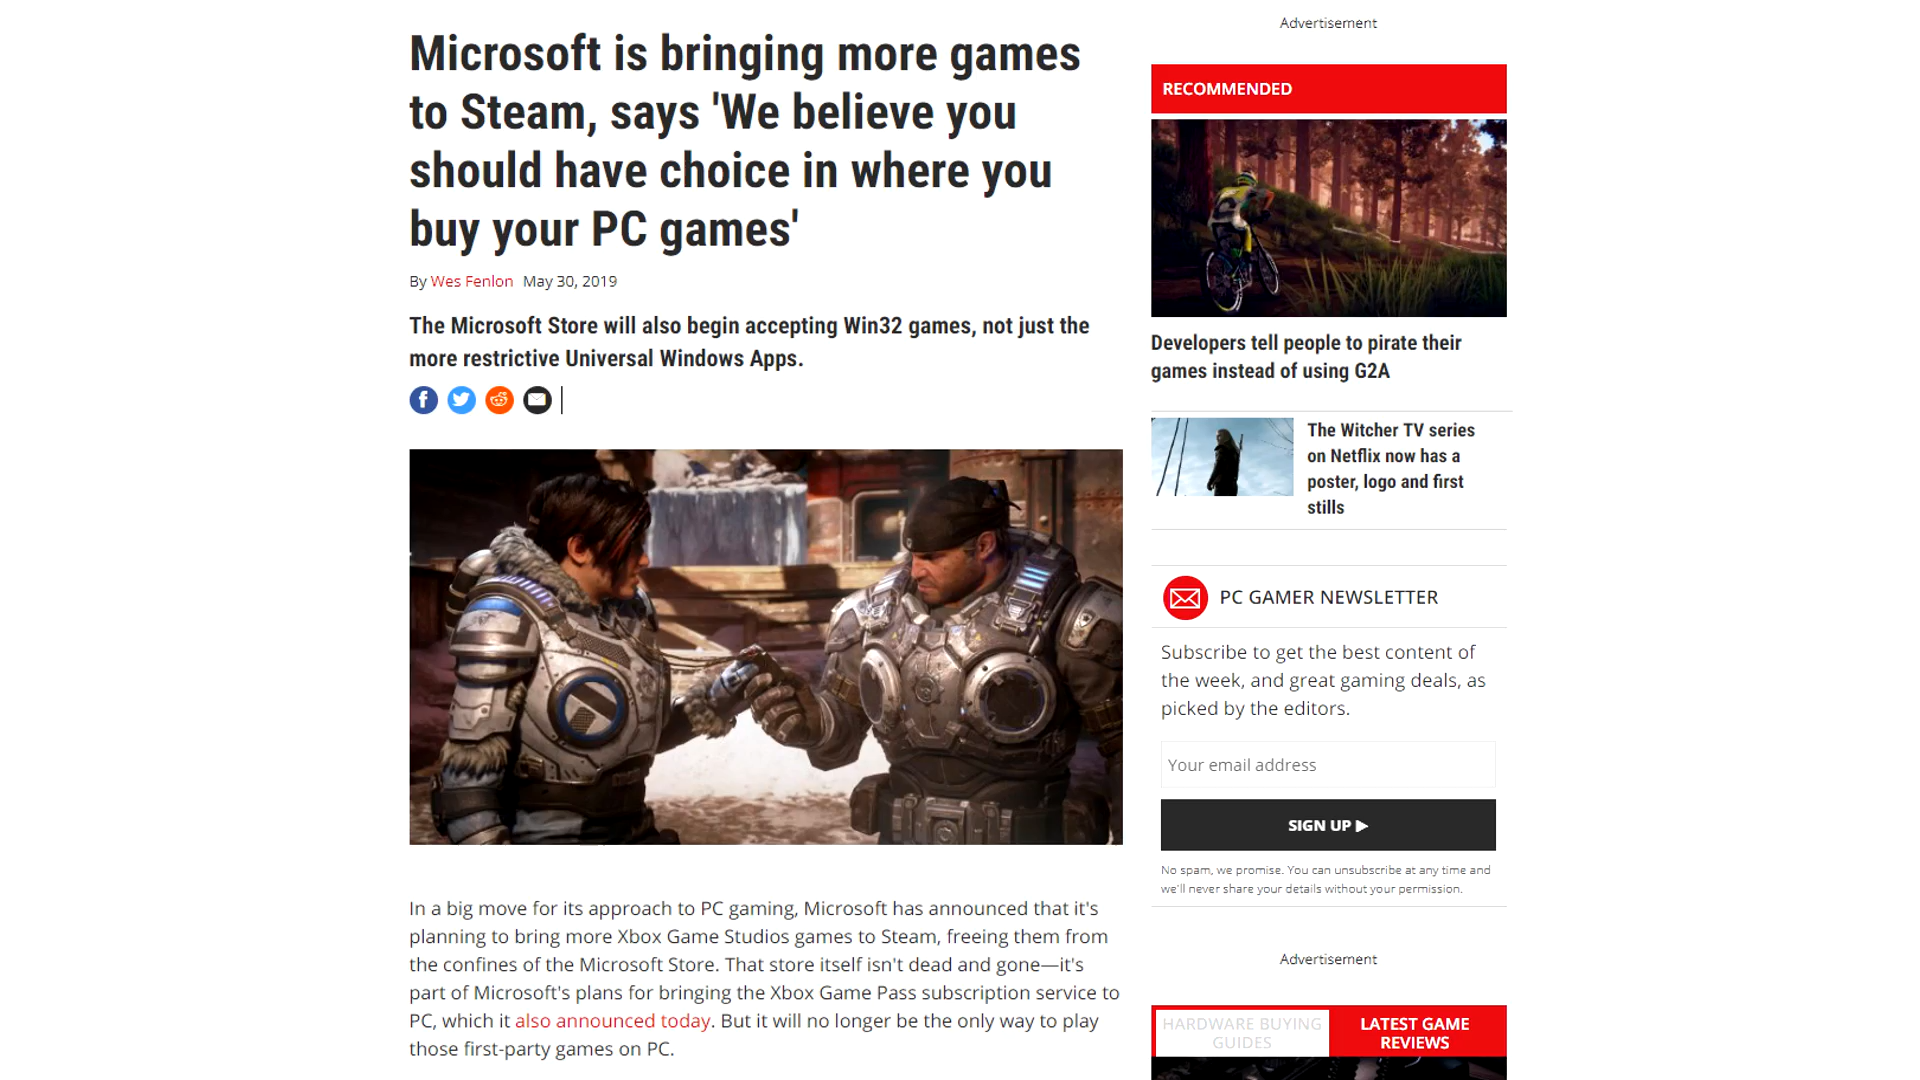 Microsoft is bringing more games
to Steam, says 'We believe you
should have choice in where you
buy your PC games'
By Wes Fenlon May 30, 2019
The Microsoft Store will also begin accepting Win32 games, not just the
more restrictive Universal Windows Apps.
In a big move for its approach to PC gaming, Microsoft has announced that it's
planning to bring more Xbox Game Studios games to Steam, freeing them from
the confines of the Microsoft Store. That store itself isn't dead and gone—it's
part of Microsoft's plans for bringing the Xbox Game Pass subscription service to
PC, which it also announced today. But it will no longer be the only way to play
those first-party games on PC.
Advertisement
RECOMMENDED
Developers tell people to pirate their
games instead of using G2A
The Witcher TV series
on Netflix now has a
poster, logo and first
stills
PC GAMER NEWSLETTER
Subscribe to get the best content of
the week, and great gaming deals, as
picked by the editors.
Your email address
SIGN UP ▶
No spam, we promise. You can unsubscribe at any time and
we'll never share your details without your permission.
Advertisement
HARDWARE BUYING
GUIDES
LATEST GAME
REVIEWS